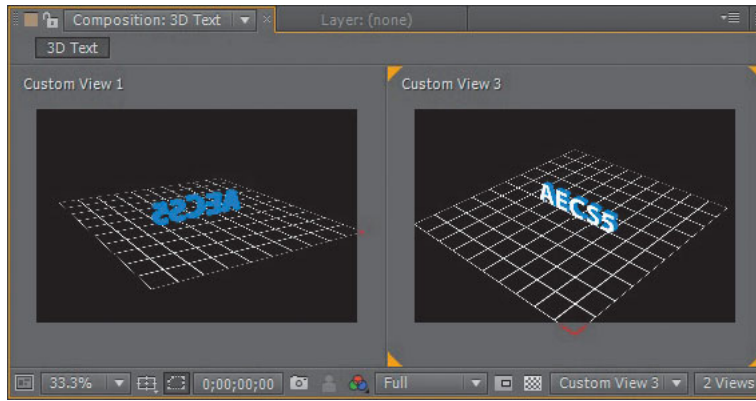 Composition: 3D Text
Layer: (none)
3D Text
Custom View 1
Custom View 3
AECS5
AECS5
33.3%
0;00;00;00
Full
Custom View 3
2 Views